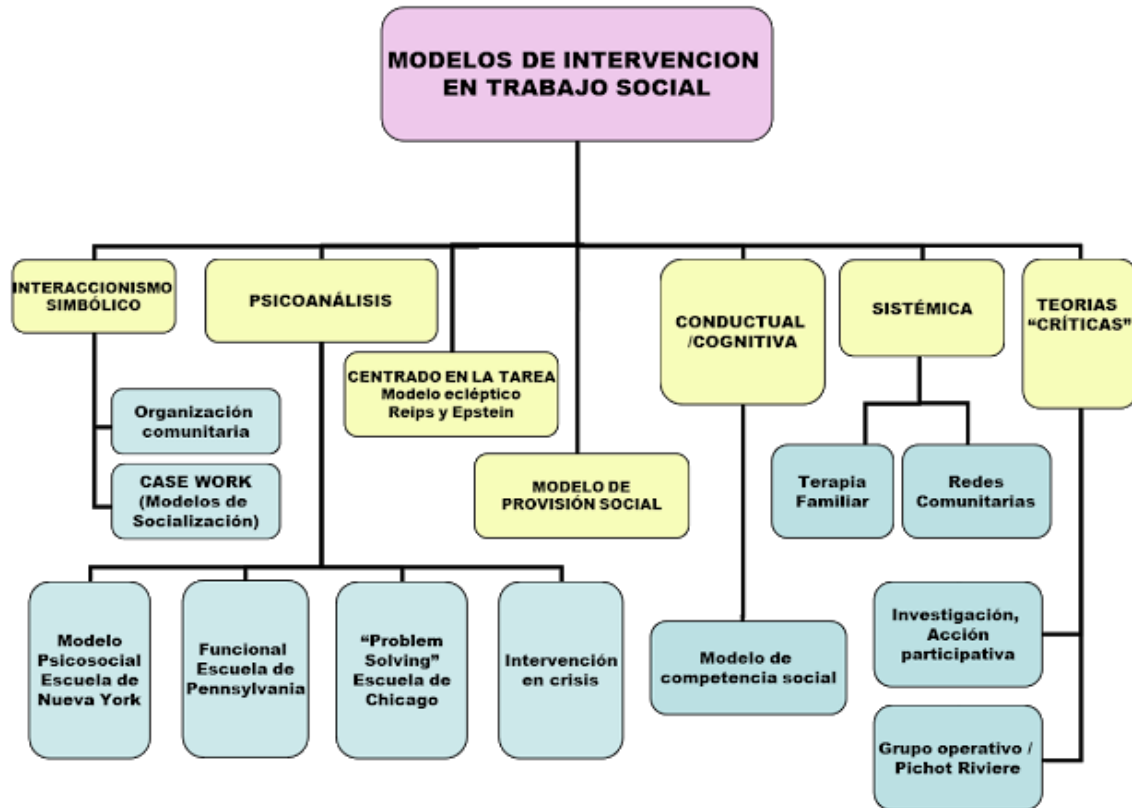 MODELOS DE INTERVENCION
EN TRABAJO SOCIAL
INTERACCIONISMO
SIMBÓLICO
PSICOANÁLISIS
CENTRADO EN LA TAREA
Modelo ecléptico
Reips y Epstein
MODELO DE
PROVISIÓN SOCIAL
CONDUCTUAL
/COGNITIVA
SISTÉMICA
TEORIAS
“CRÍTICAS”
Organización
comunitaria
CASE WORK
(Modelos de
Socialización)
Terapia
Familiar
Redes
Comunitarias
Modelo
Psicosocial
Escuela de
Nueva York
Funcional
Escuela de
Pennsylvania
“Problem
Solving”
Escuela de
Chicago
Intervención
en crisis
Modelo de
competencia social
Investigación,
Acción
participativa
Grupo operativo /
Pichot Riviere